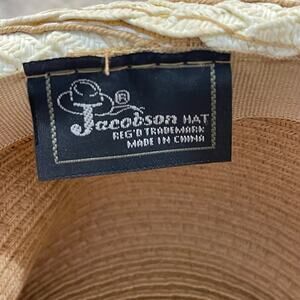 ®
Jacobson HAT
REG'D TRADEMARK
MADE IN CHINA